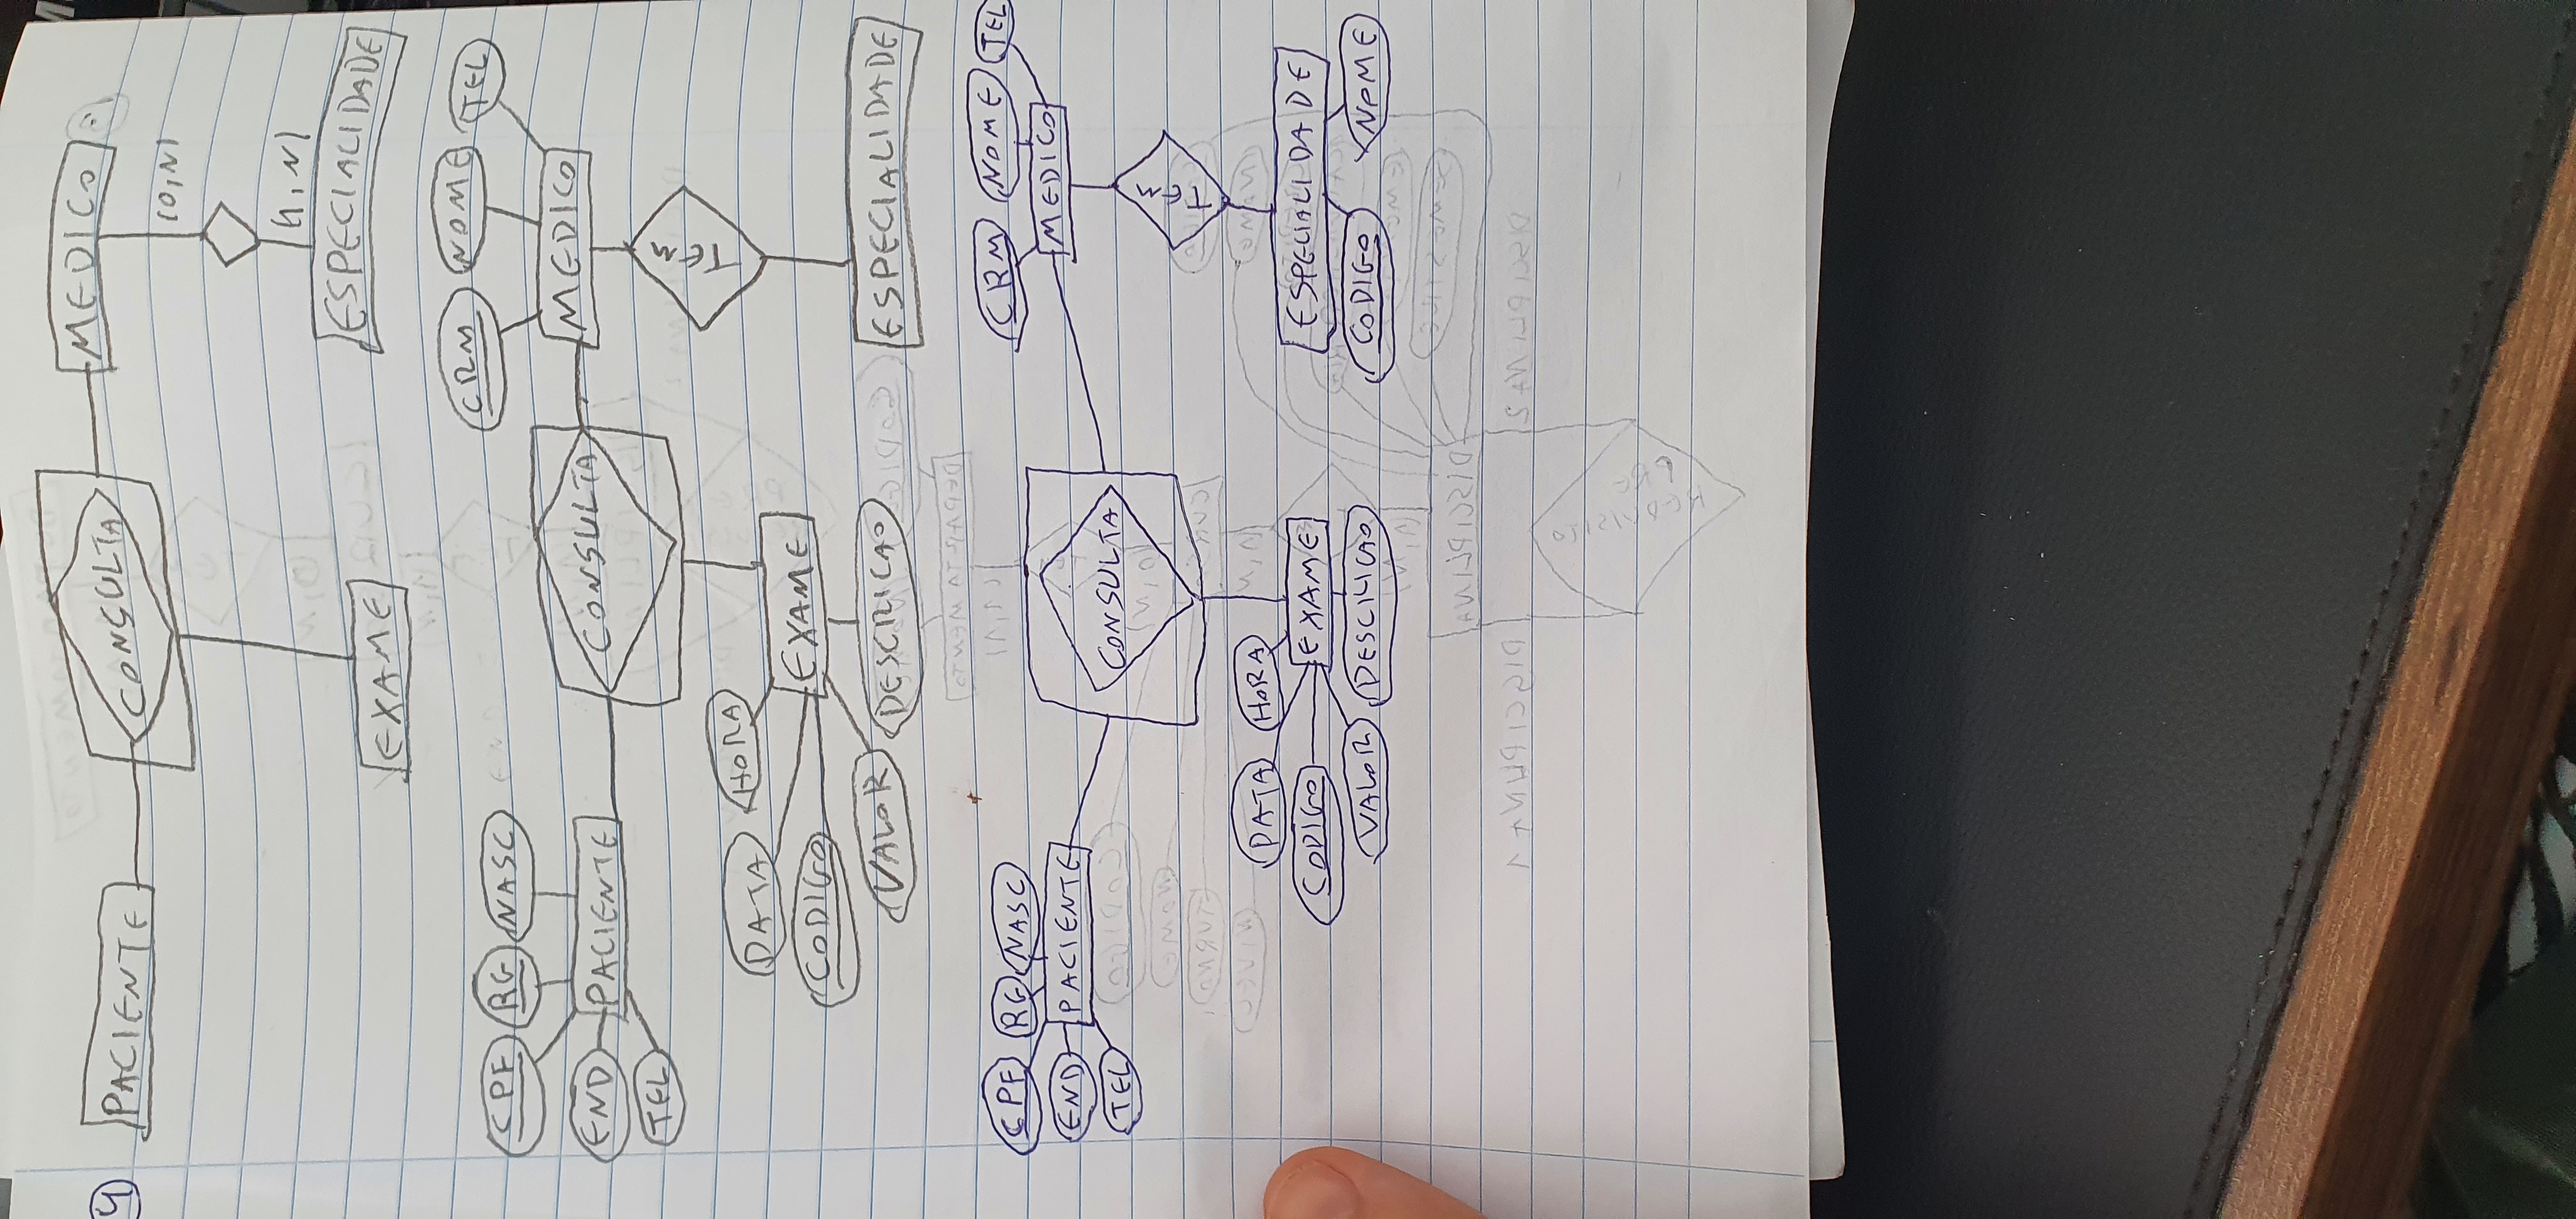 4
PACIENTE CONSULTA MEDICO
(0,N)
(1,N)
EXAME ESPECIALIDADE
CRM NOME TEL
CPF RG NASC
END PACIENTE CONSULTA MEDICO
TEL TEM
DATA HORA
CODIGO EXAME
VALOR DESCRICAO ESPECIALIDADE
CPF RG NASC CRM NOME TEL
END PACIENTE CONSULTA MEDICO
TEL TEM
DATA HORA
CODIGO EXAME ESPECIALIDADE
VALOR DESCRICAO CODIGO NOME